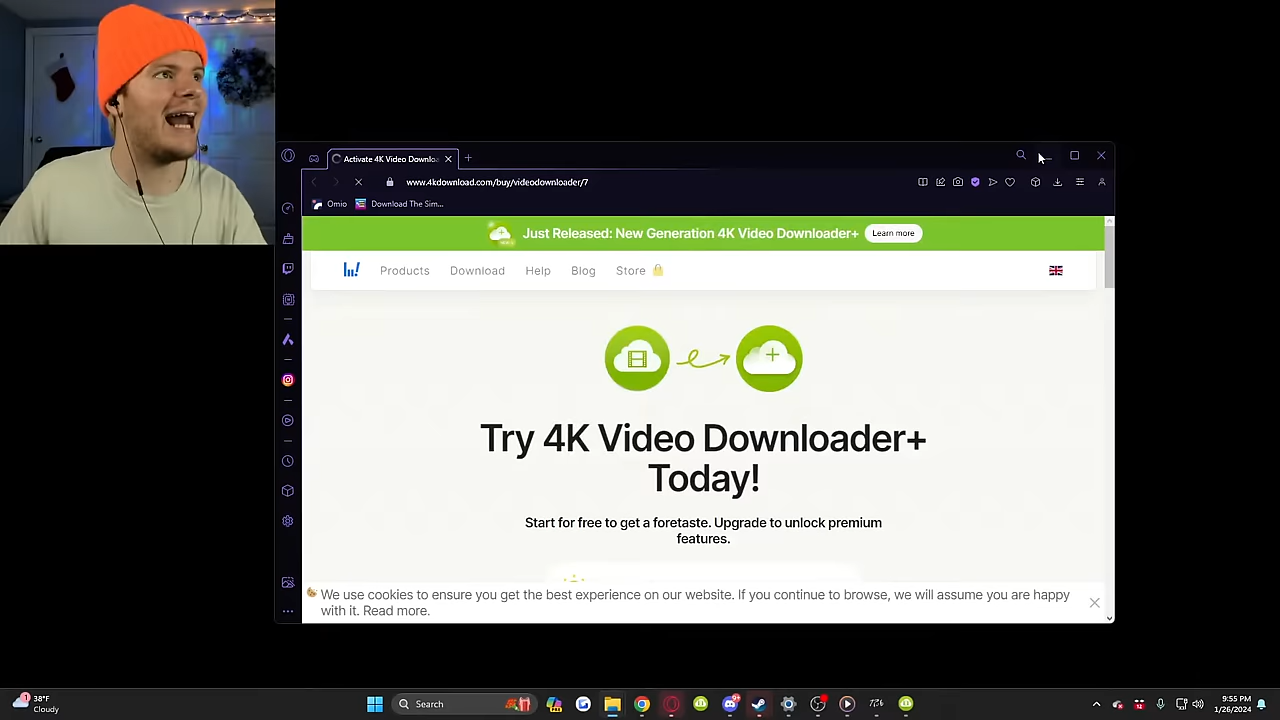 Activate 4K Video Downloa
www.4kdownload.com/buy/videodownloader/7
Omio
Download The Sim...
Just Released: New Generation 4K Video Downloader+
Learn more
Products
Download
Help
Blog
Store
Try 4K Video Downloader+
Today!
Start for free to get a foretaste. Upgrade to unlock premium
features.
We use cookies to ensure you get the best experience on our website. If you continue to browse, we will assume you are happy
with it. Read more.
1
38°F
Cloudy
Search
9:55 PM
1/26/2024